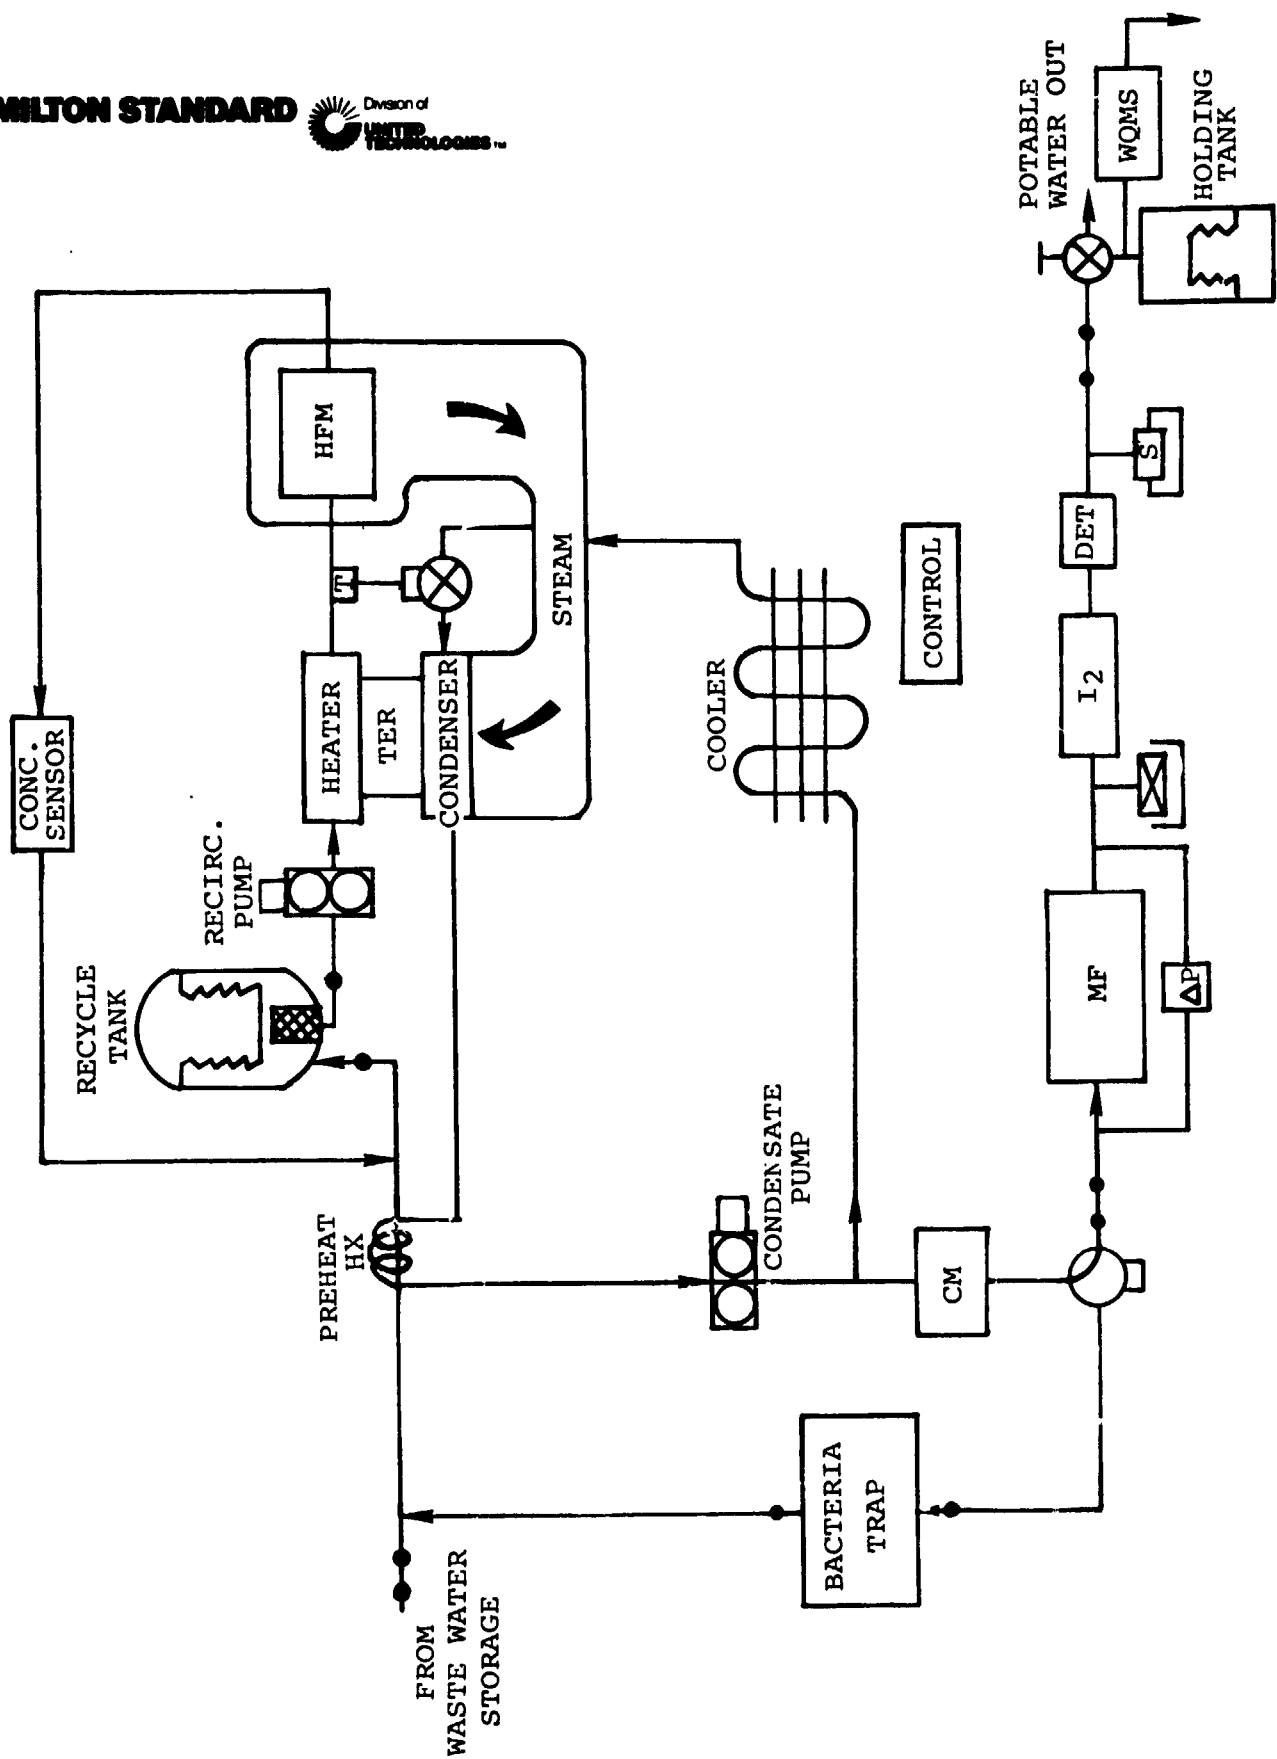 MILTON STANDARD
Division of
UNITED
TECHNOLOGIES™
CONC.
SENSOR
RECYCLE
TANK
RECIRC.
PUMP
HEATER
TER
CONDENSER
T
HFM
STEAM
PREHEAT
HX
FROM
WASTE WATER
STORAGE
CONDENSATE
PUMP
COOLER
CONTROL
BACTERIA
TRAP
CM
MF
ΔP
I2
DET
S
POTABLE
WATER OUT
WQMS
HOLDING
TANK